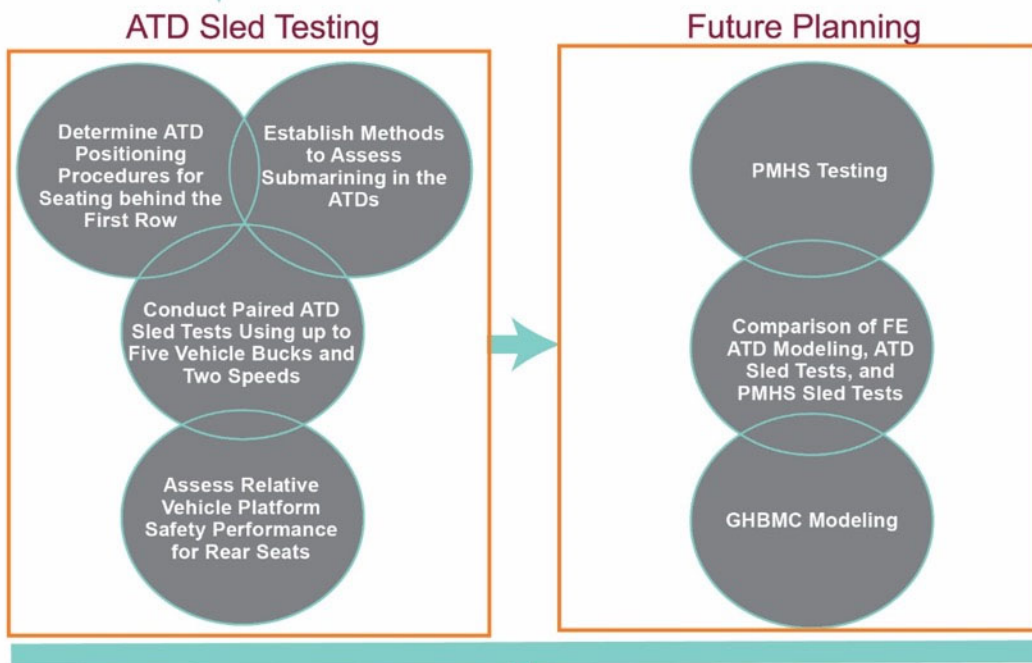 ATD Sled Testing
Determine ATD
Positioning
Procedures for
Seating behind the
First Row
Establish Methods
to Assess
Submarining in the
ATDs
Conduct Paired ATD
Sled Tests Using up to
Five Vehicle Bucks and
Two Speeds
Assess Relative
Vehicle Platform
Safety Performance
for Rear Seats
Future Planning
PMHS Testing
Comparison of FE
ATD Modeling, ATD
Sled Tests, and
PMHS Sled Tests
GHBMC Modeling